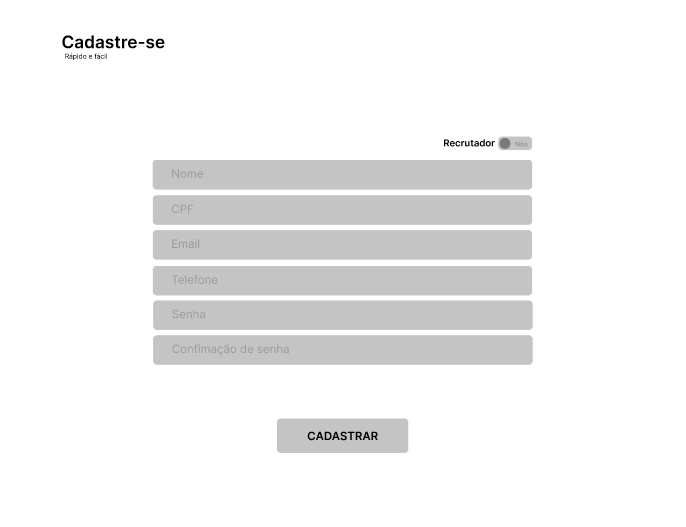 Cadastre-se
Rápido e fácil
Recrutador Não
Nome
CPF
Email
Telefone
Senha
Confimação de senha
CADASTRAR